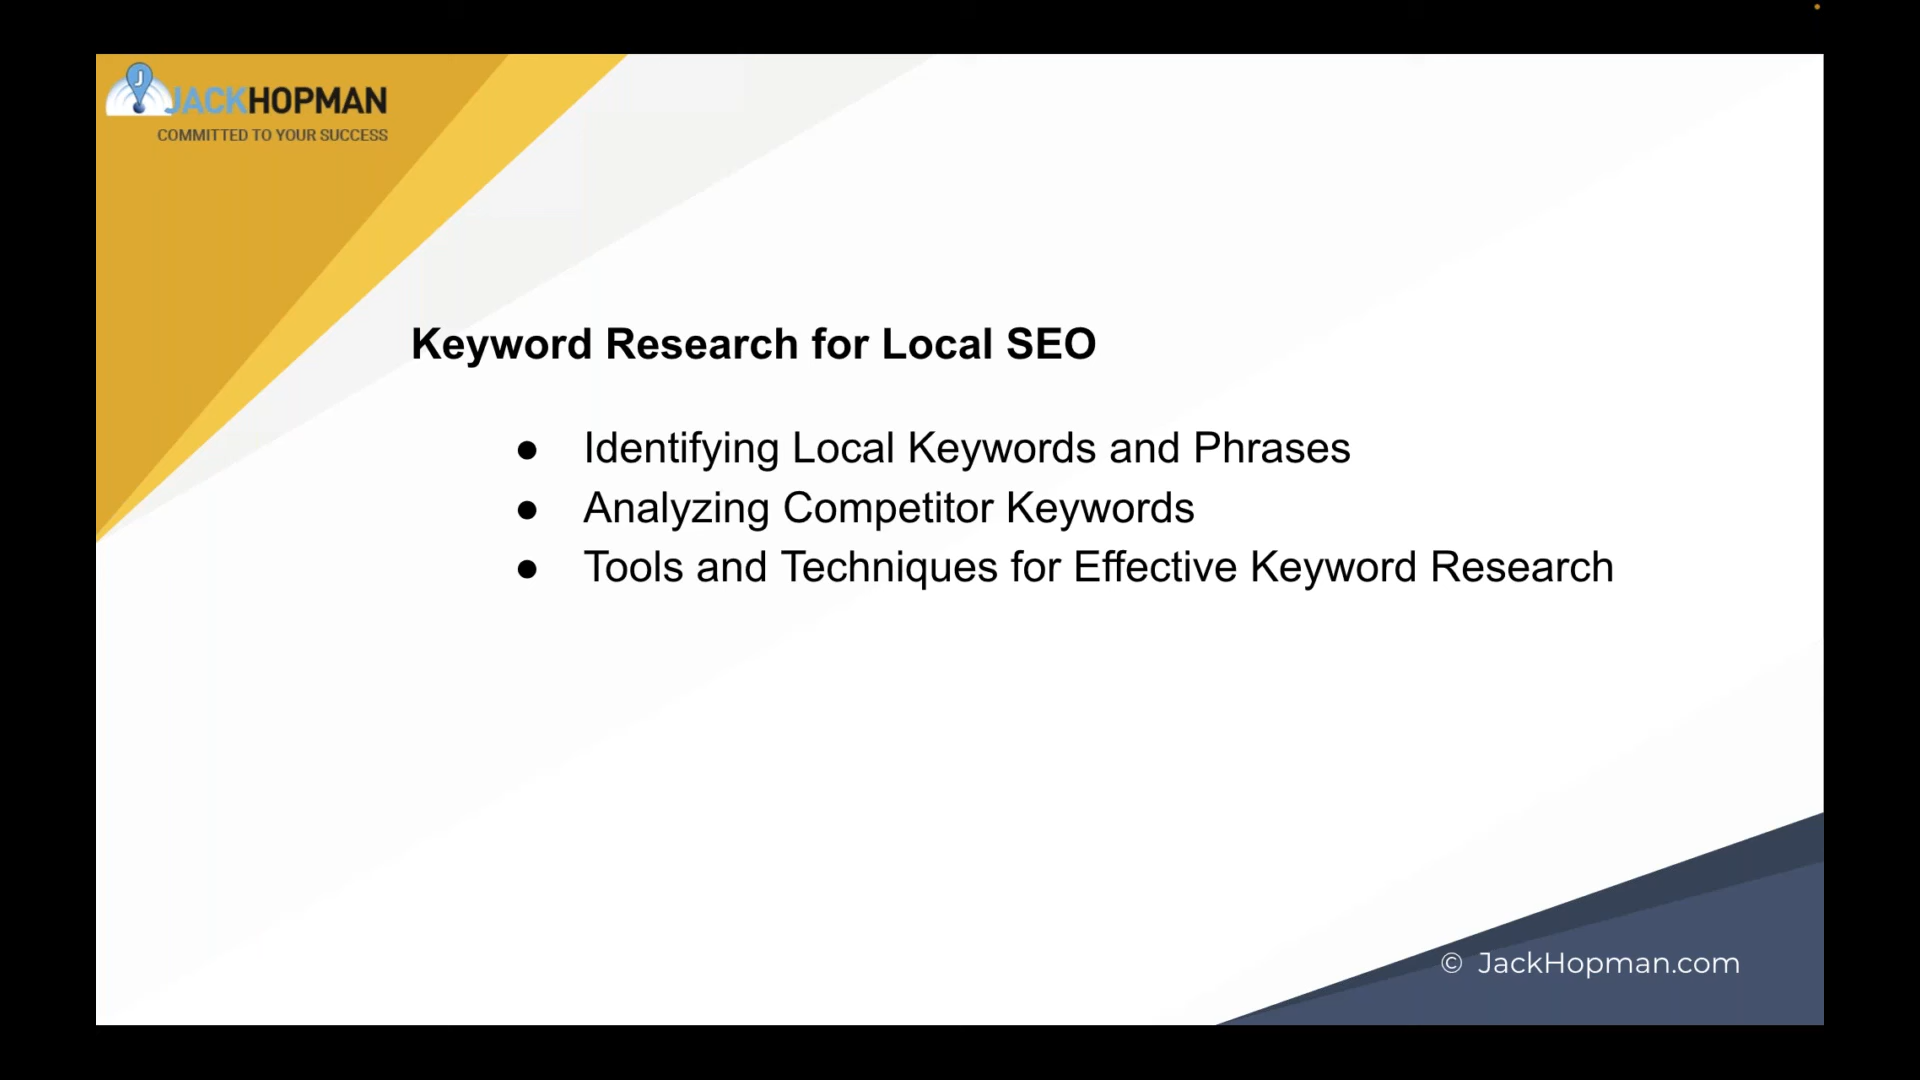 J
JACKHOPMAN
COMMITTED TO YOUR SUCCESS
Keyword Research for Local SEO
● Identifying Local Keywords and Phrases
● Analyzing Competitor Keywords
● Tools and Techniques for Effective Keyword Research
© JackHopman.com